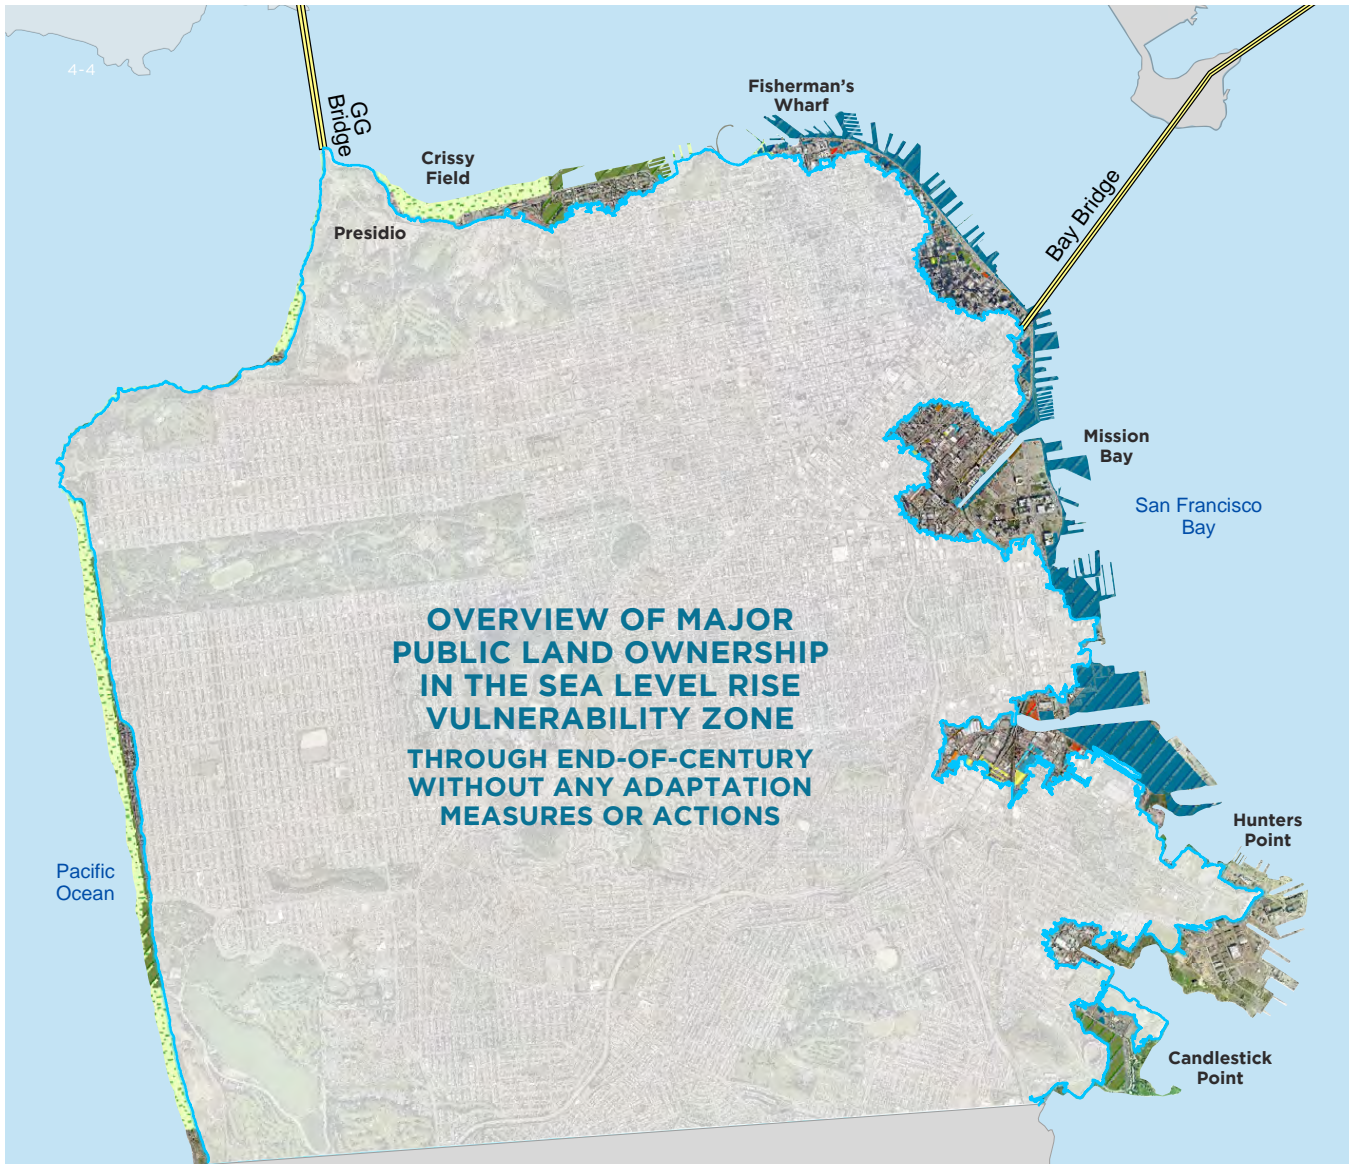 4-4
GG
Bridge
Fisherman's
Wharf
Crissy
Field
Presidio
Bay Bridge
Mission
Bay
San Francisco
Bay
OVERVIEW OF MAJOR
PUBLIC LAND OWNERSHIP
IN THE SEA LEVEL RISE
VULNERABILITY ZONE
THROUGH END-OF-CENTURY
WITHOUT ANY ADAPTATION
MEASURES OR ACTIONS
Pacific
Ocean
Hunters
Point
Candlestick
Point